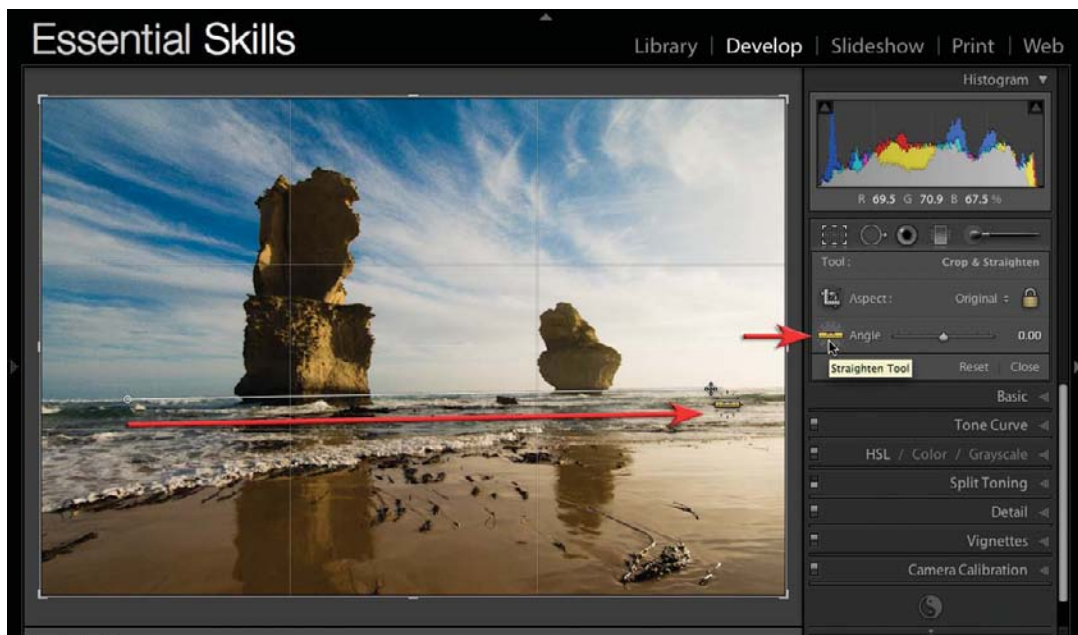 Essential Skills
Library | Develop | Slideshow | Print | Web
Histogram
R 69.5 G 70.9 B 67.5 %
Tool : Crop & Straighten
Aspect : Original
Angle 0.00
Straighten Tool
Reset | Close
Basic
Tone Curve
HSL / Color / Grayscale
Split Toning
Detail
Vignettes
Camera Calibration